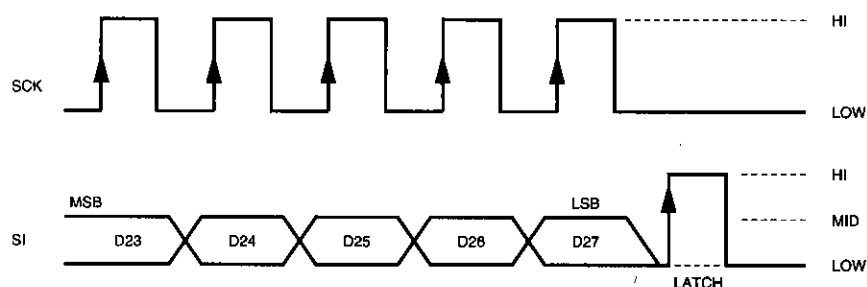 HI
SCK
LOW
HI
MSB
LSB
MID
SI
D23
D24
D25
D26
D27
LOW
LATCH